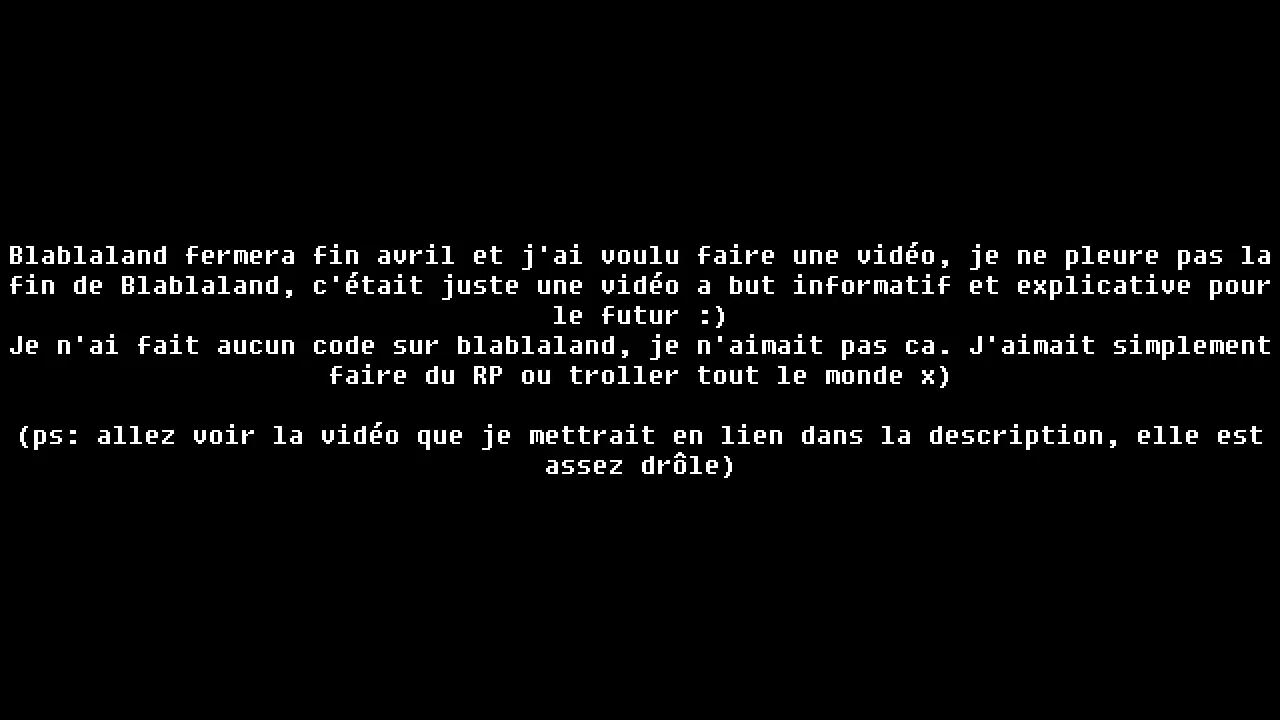 Blablaland fermera fin avril et j'ai voulu faire une vidéo, je ne pleure pas la
fin de Blablaland, c'était juste une vidéo a but informatif et explicative pour
le futur :)
Je n'ai fait aucun code sur blablaland, je n'aimait pas ca. J'aimait simplement
faire du RP ou troller tout le monde x)
(ps: allez voir la vidéo que je mettrait en lien dans la description, elle est
assez drôle)